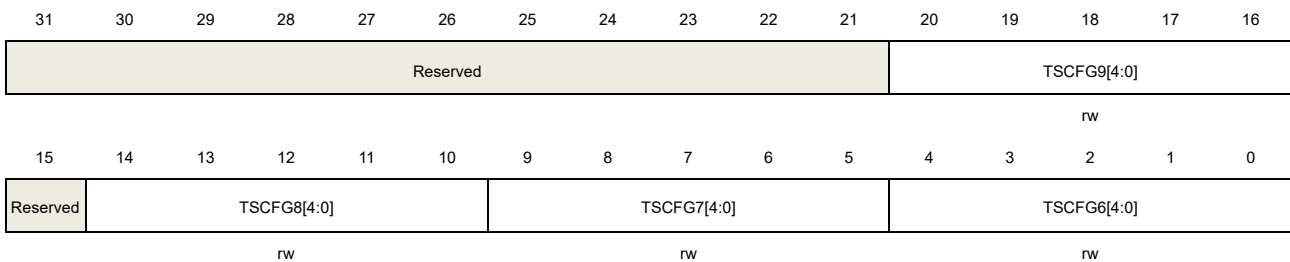 31 30 29 28 27 26 25 24 23 22 21 20 19 18 17 16
Reserved TSCFG9[4:0]
rw
15 14 13 12 11 10 9 8 7 6 5 4 3 2 1 0
Reserved TSCFG8[4:0] TSCFG7[4:0] TSCFG6[4:0]
rw rw rw